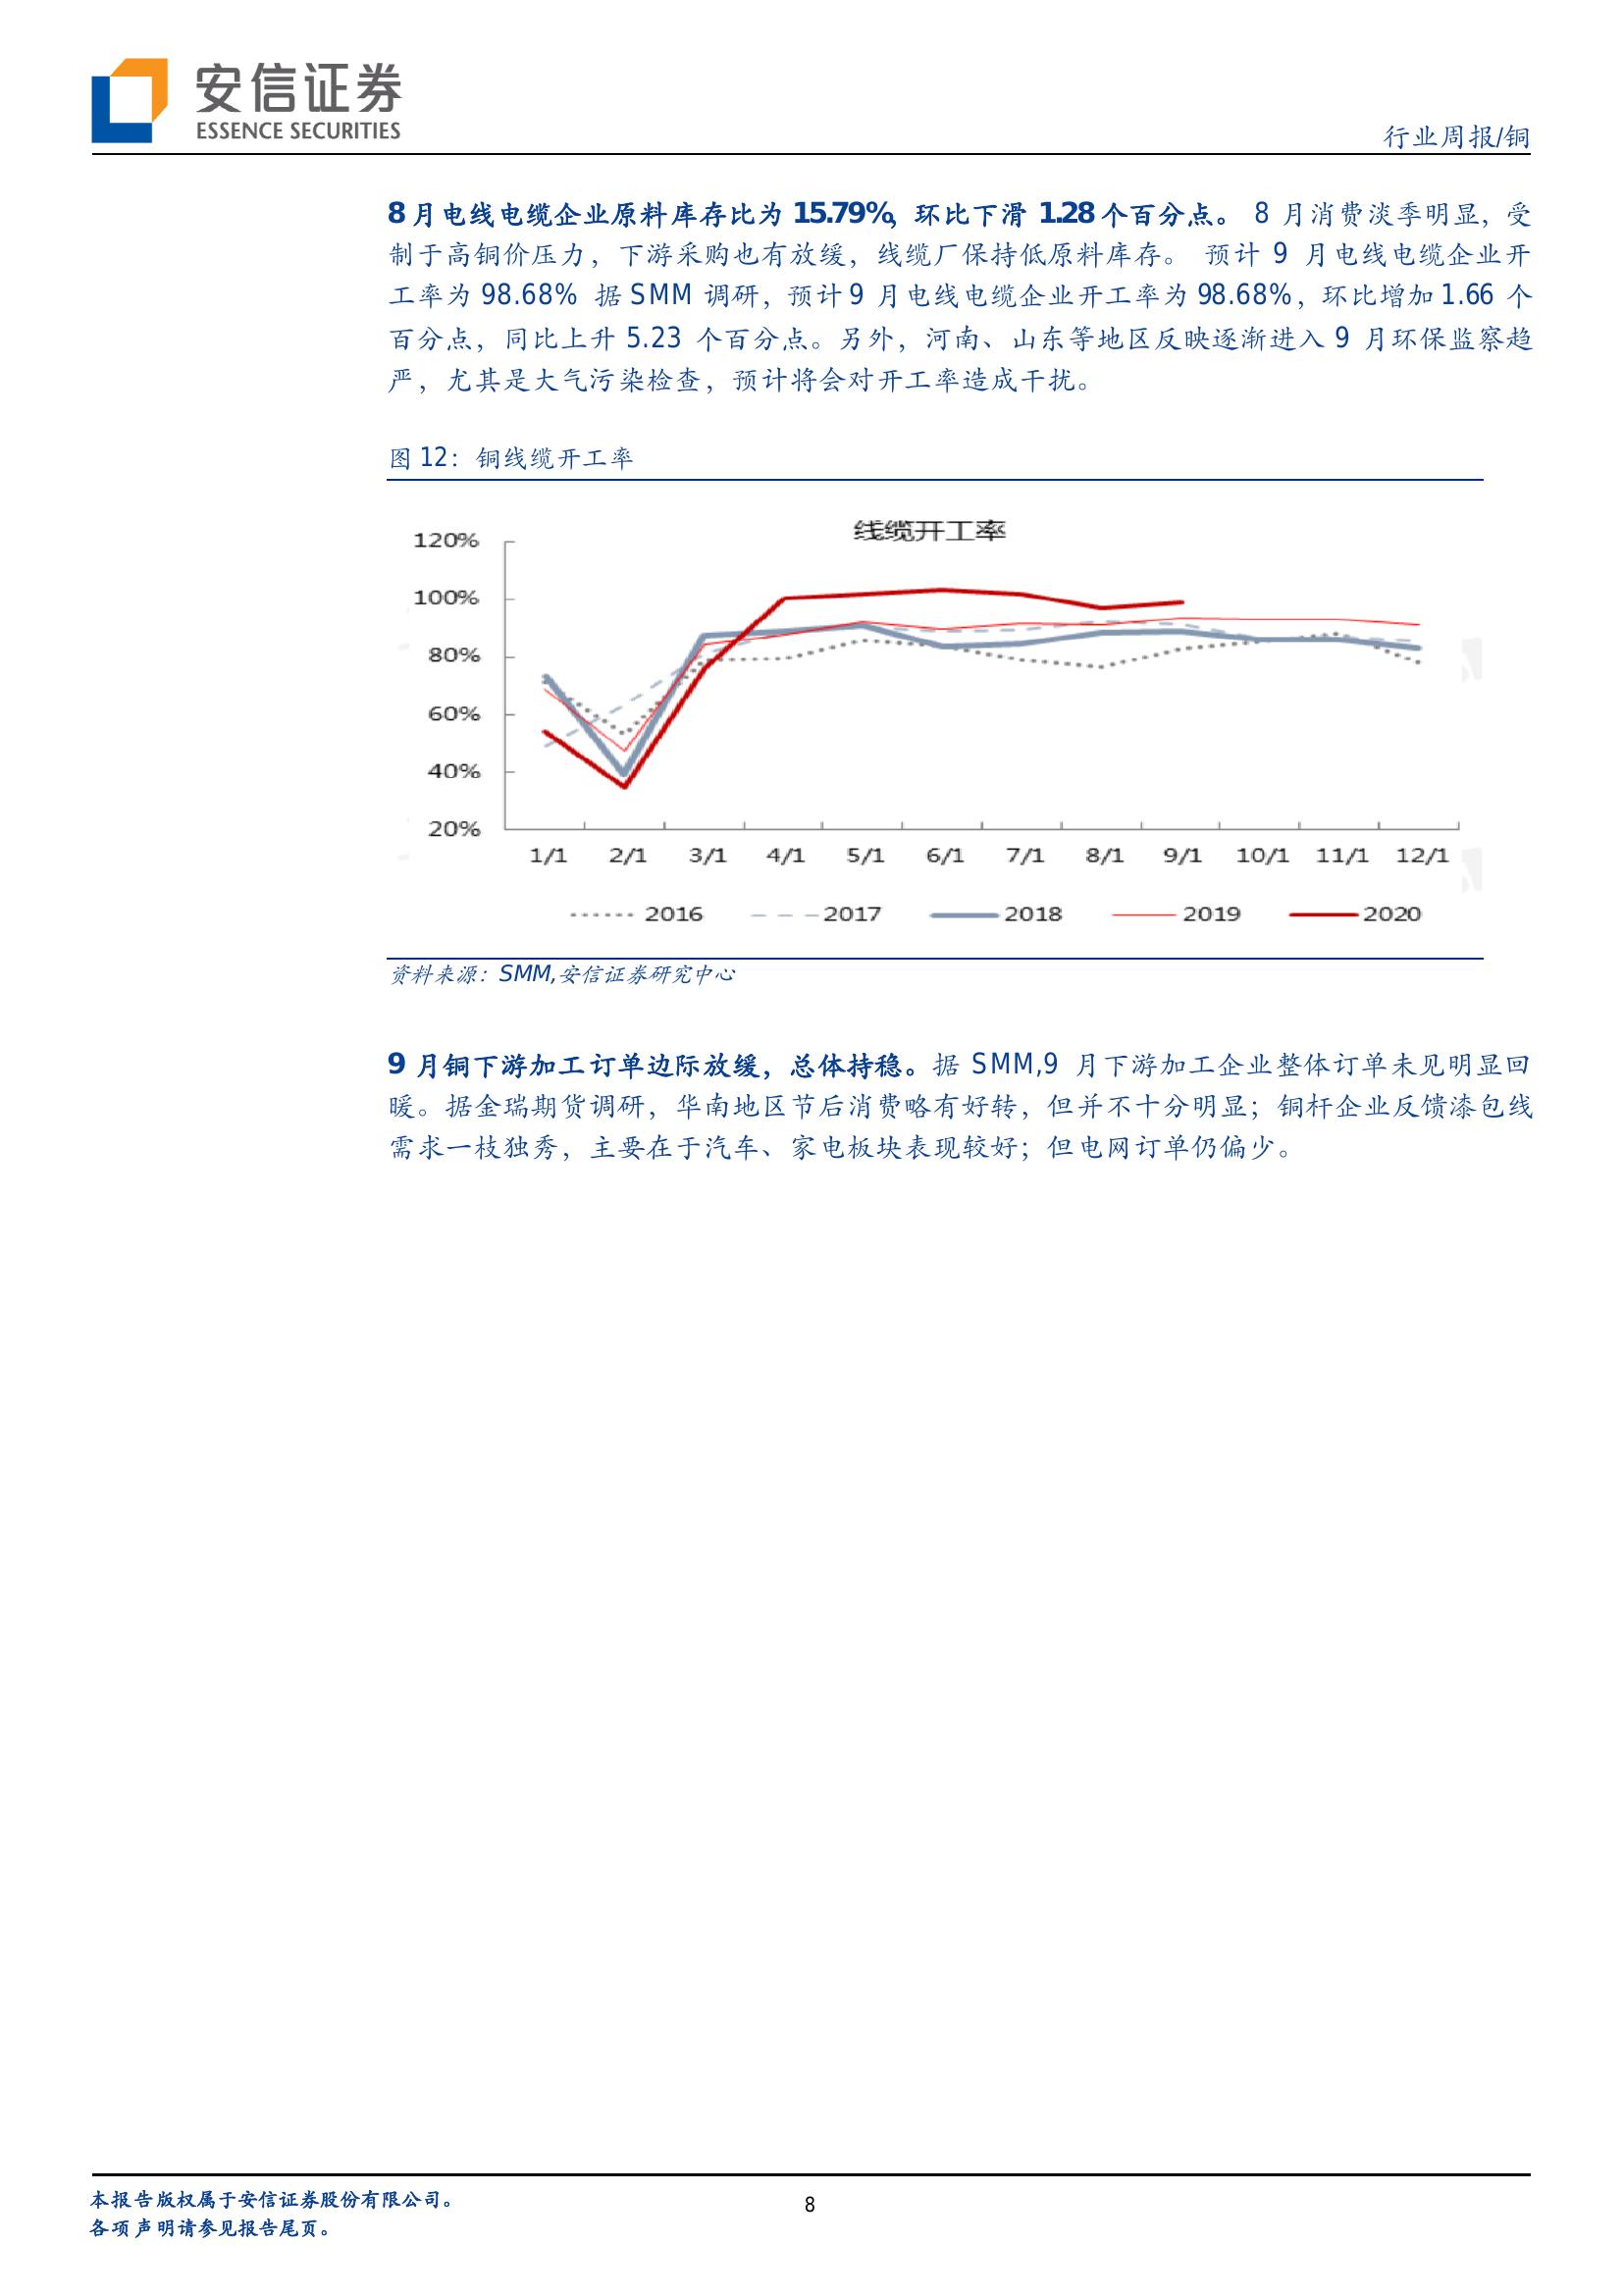 安信证券
ESSENCE SECURITIES
行业周报/铜
8月电线电缆企业原料库存比为 15.79%，环比下滑 1.28 个百分点。 8 月消费淡季明显，受
制于高铜价压力，下游采购也有放缓，线缆厂保持低原料库存。 预计 9 月电线电缆企业开
工率为 98.68% 据 SMM 调研，预计 9 月电线电缆企业开工率为 98.68%，环比增加 1.66 个
百分点，同比上升 5.23 个百分点。另外，河南、山东等地区反映逐渐进入 9 月环保监察趋
严，尤其是大气污染检查，预计将会对开工率造成干扰。
图 12：铜线缆开工率
线缆开工率
120%
100%
80%
60%
40%
20%
1/1 2/1 3/1 4/1 5/1 6/1 7/1 8/1 9/1 10/1 11/1 12/1
2016 2017 2018 2019 2020
资料来源：SMM,安信证券研究中心
9 月铜下游加工订单边际放缓，总体持稳。据 SMM,9 月下游加工企业整体订单未见明显回
暖。据金瑞期货调研，华南地区节后消费略有好转，但并不十分明显；铜杆企业反馈漆包线
需求一枝独秀，主要在于汽车、家电板块表现较好；但电网订单仍偏少。
本报告版权属于安信证券股份有限公司。
各项声明请参见报告尾页。
8